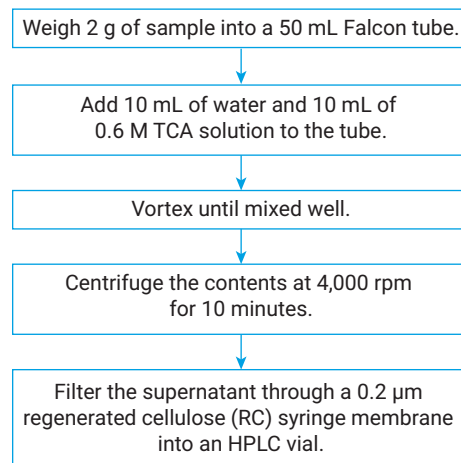 Weigh 2 g of sample into a 50 mL Falcon tube.
Add 10 mL of water and 10 mL of
0.6 M TCA solution to the tube.
Vortex until mixed well.
Centrifuge the contents at 4,000 rpm
for 10 minutes.
Filter the supernatant through a 0.2 µm
regenerated cellulose (RC) syringe membrane
into an HPLC vial.